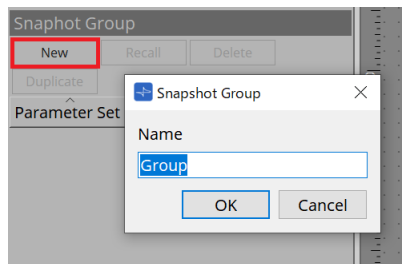 Snaphot Group
New Recall Delete
Duplicate
Snapshot Group
Parameter Set
Name
Group
OK Cancel